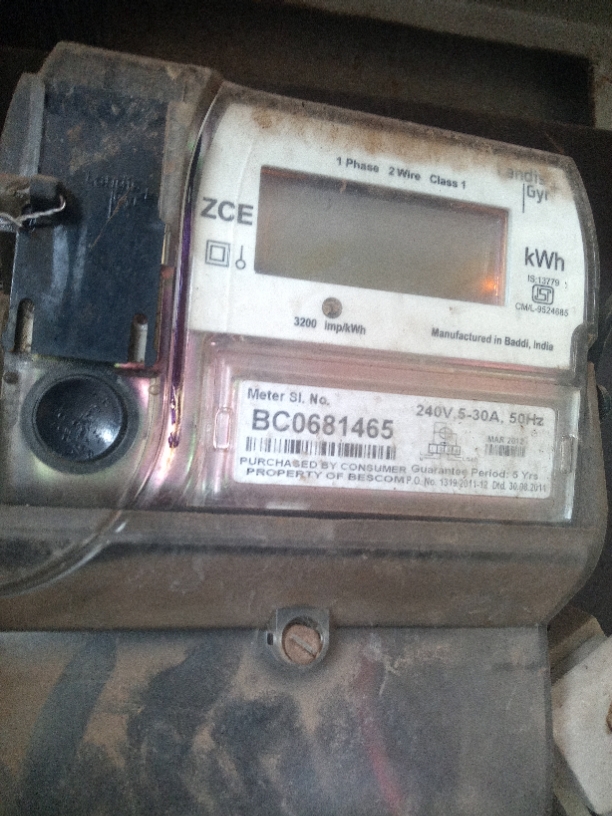 1 Phase 2 Wire Class 1
Landis
Gyr
ZCE
kWh
IS:13779
CM/L-9524685
3200 imp/kWh
Manufactured in Baddi, India
Meter Sl. No.
BC0681465
240V,5-30A, 50Hz
MAR 2012
PURCHASED BY CONSUMER Guarantee Period: 5 Yrs
PROPERTY OF BESCOM P.O. No. 1319-2011-12 Dtd. 30.08.2011